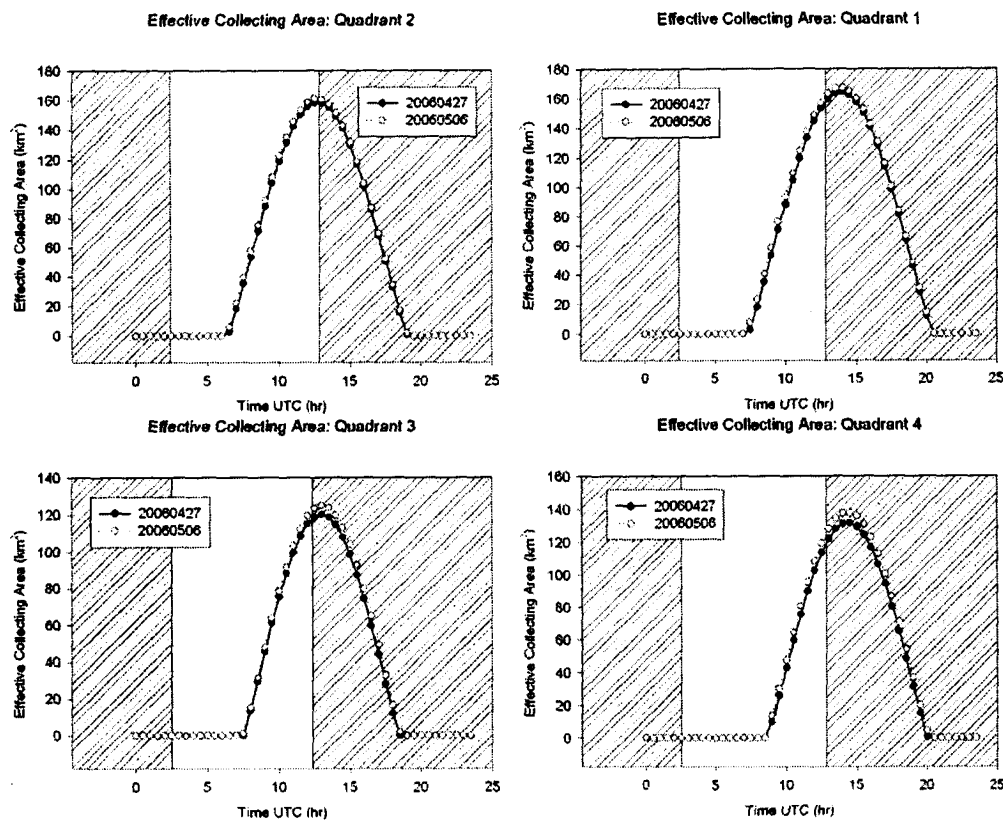 Effective Collecting Area: Quadrant 2
Effective Collecting Area (km²)
180
160
140
120
100
80
60
40
20
0
20060427
20060506
0 5 10 15 20 25
Time UTC (hr)
Effective Collecting Area: Quadrant 1
Effective Collecting Area (km²)
180
160
140
120
100
80
60
40
20
0
20060427
20060506
0 5 10 15 20 25
Time UTC (hr)
Effective Collecting Area: Quadrant 3
Effective Collecting Area (km²)
140
120
100
80
60
40
20
0
20060427
20060506
0 5 10 15 20 25
Time UTC (hr)
Effective Collecting Area: Quadrant 4
Effective Collecting Area (km²)
160
140
120
100
80
60
40
20
0
20060427
20060506
0 5 10 15 20 25
Time UTC (hr)